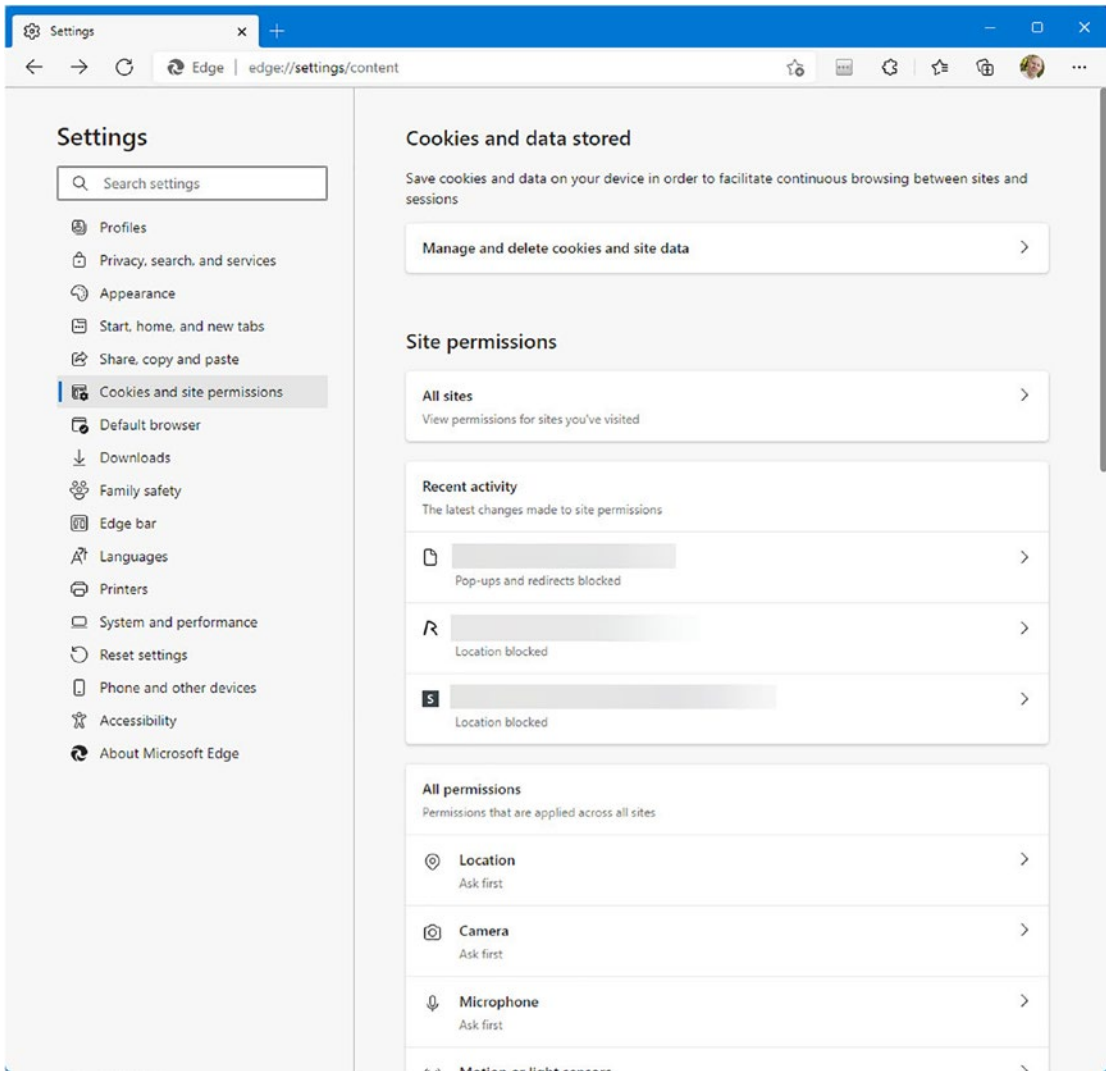 Settings
Edge | edge://settings/content
Settings
Search settings
Profiles
Privacy, search, and services
Appearance
Start, home, and new tabs
Share, copy and paste
Cookies and site permissions
Default browser
Downloads
Family safety
Edge bar
Languages
Printers
System and performance
Reset settings
Phone and other devices
Accessibility
About Microsoft Edge
Cookies and data stored
Save cookies and data on your device in order to facilitate continuous browsing between sites and
sessions
Manage and delete cookies and site data
Site permissions
All sites
View permissions for sites you've visited
Recent activity
The latest changes made to site permissions
Pop-ups and redirects blocked
R
Location blocked
S
Location blocked
All permissions
Permissions that are applied across all sites
Location
Ask first
Camera
Ask first
Microphone
Ask first
Motion or light sensors